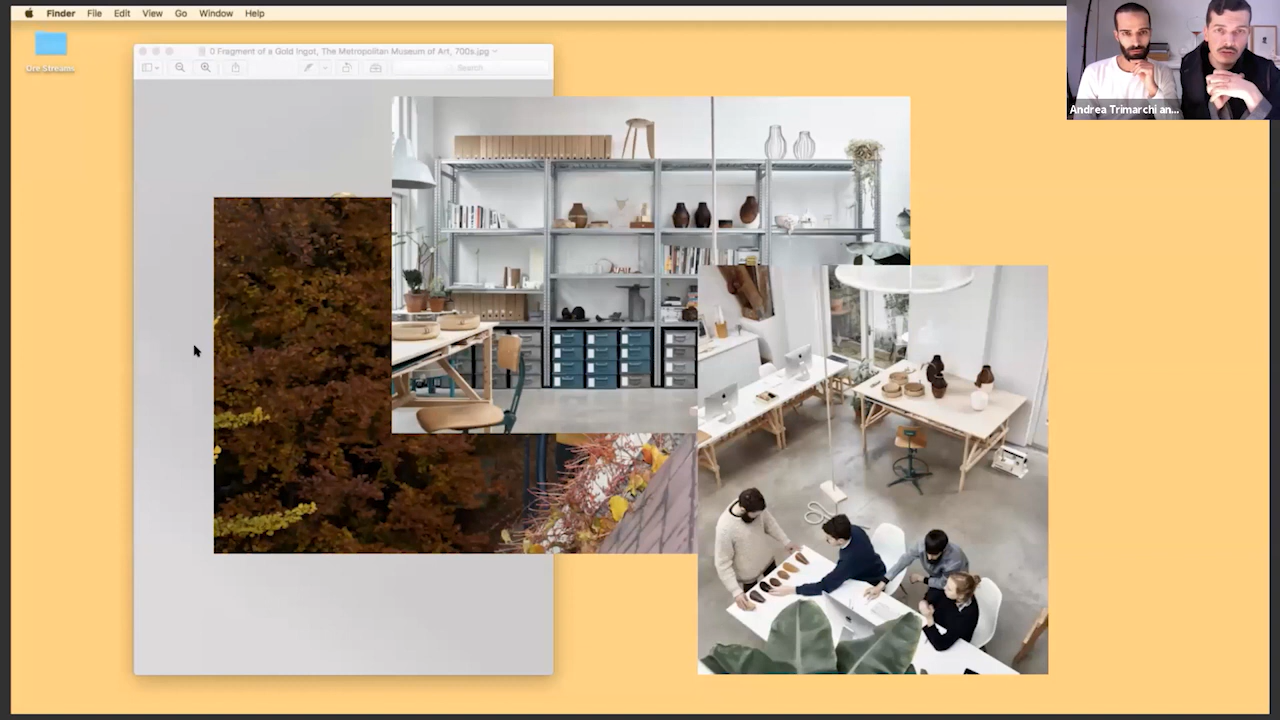 Finder File Edit View Go Window Help
Ore Streams
0 Fragment of a Gold Ingot, The Metropolitan Museum of Art, 700s.jpg
Search
Andrea Trimarchi an...